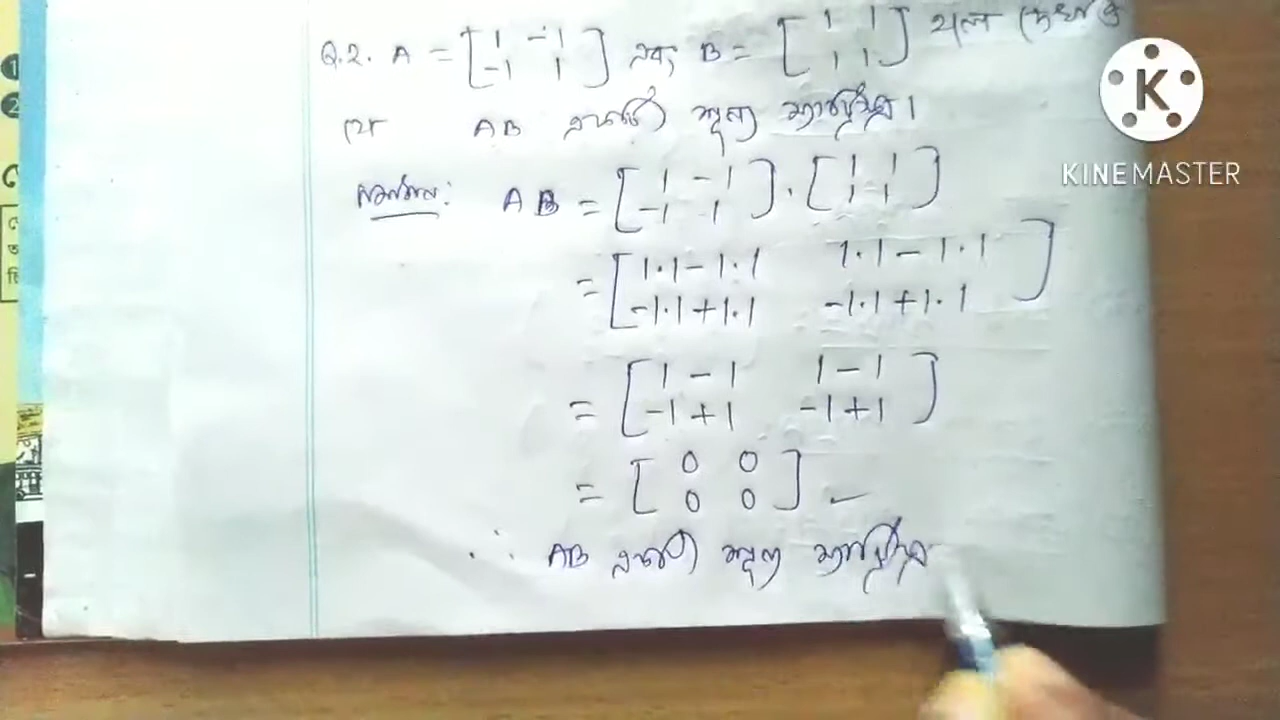 Q.2. A = [1 -1 -1 1] এবং B = [1 1 1 1] হলে দেখাও
যে AB একটি শূন্য ম্যাট্রিক্স।
সমাধান: AB = [1 -1 -1 1] . [1 1 1 1]
= [1.1-1.1 1.1-1.1 -1.1+1.1 -1.1+1.1]
= [1-1 1-1 -1+1 -1+1]
= [0 0 0 0]
∴ AB একটি শূন্য ম্যাট্রিক্স
K
KINEMASTER